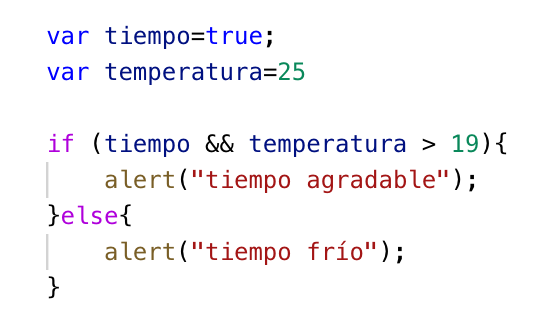 var tiempo=true;
var temperatura=25
if (tiempo && temperatura > 19){
alert("tiempo agradable");
}else{
alert("tiempo frío");
}